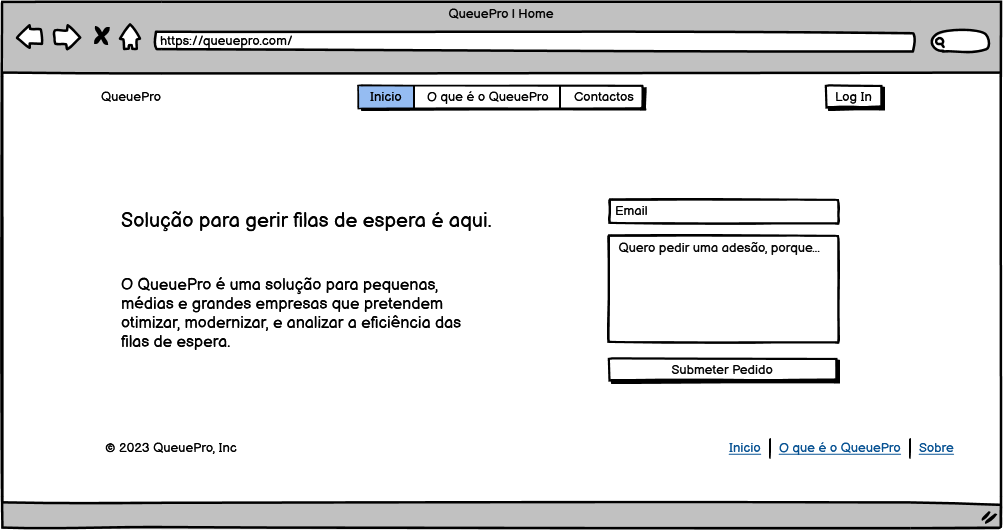 QueuePro | Home
https://queuepro.com/
QueuePro
Inicio
O que é o QueuePro
Contactos
Log In
Solução para gerir filas de espera é aqui.
O QueuePro é uma solução para pequenas,
médias e grandes empresas que pretendem
otimizar, modernizar, e analizar a eficiência das
filas de espera.
Email
Quero pedir uma adesão, porque...
Submeter Pedido
© 2023 QueuePro, Inc
Inicio
O que é o QueuePro
Sobre